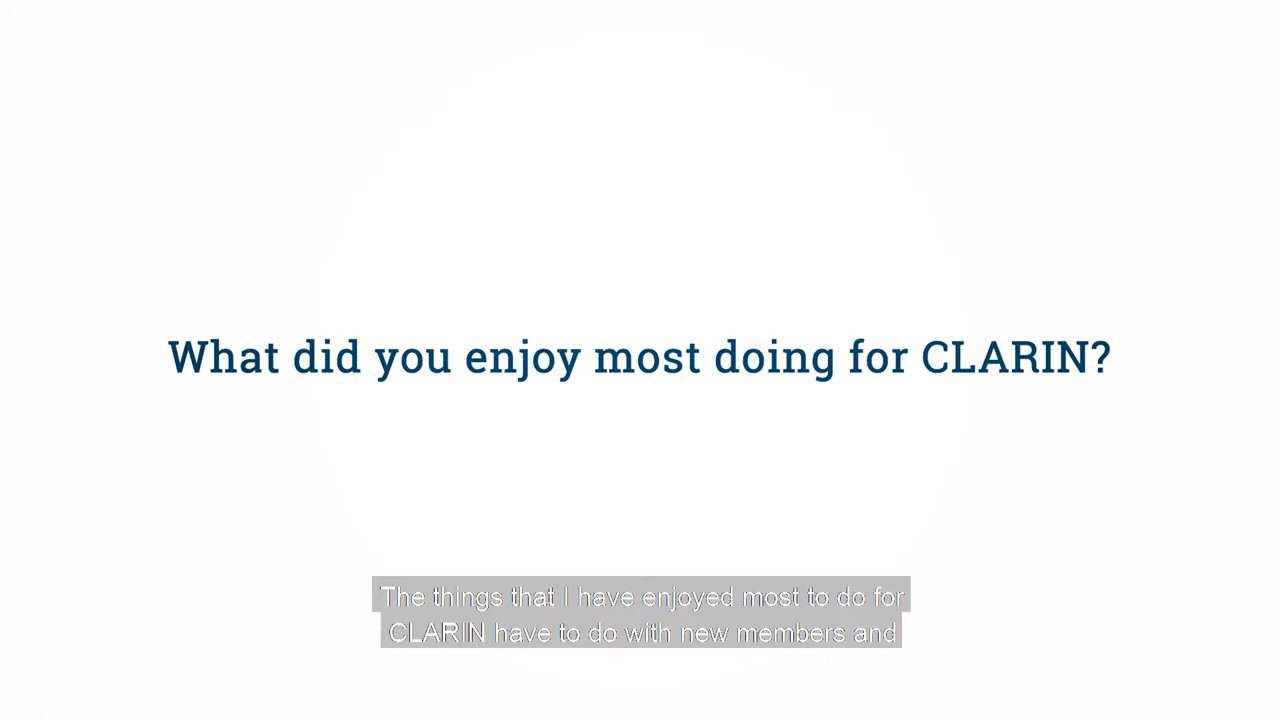 What did you enjoy most doing for CLARIN?
The things that I have enjoyed most to do for
CLARIN have to do with new members and